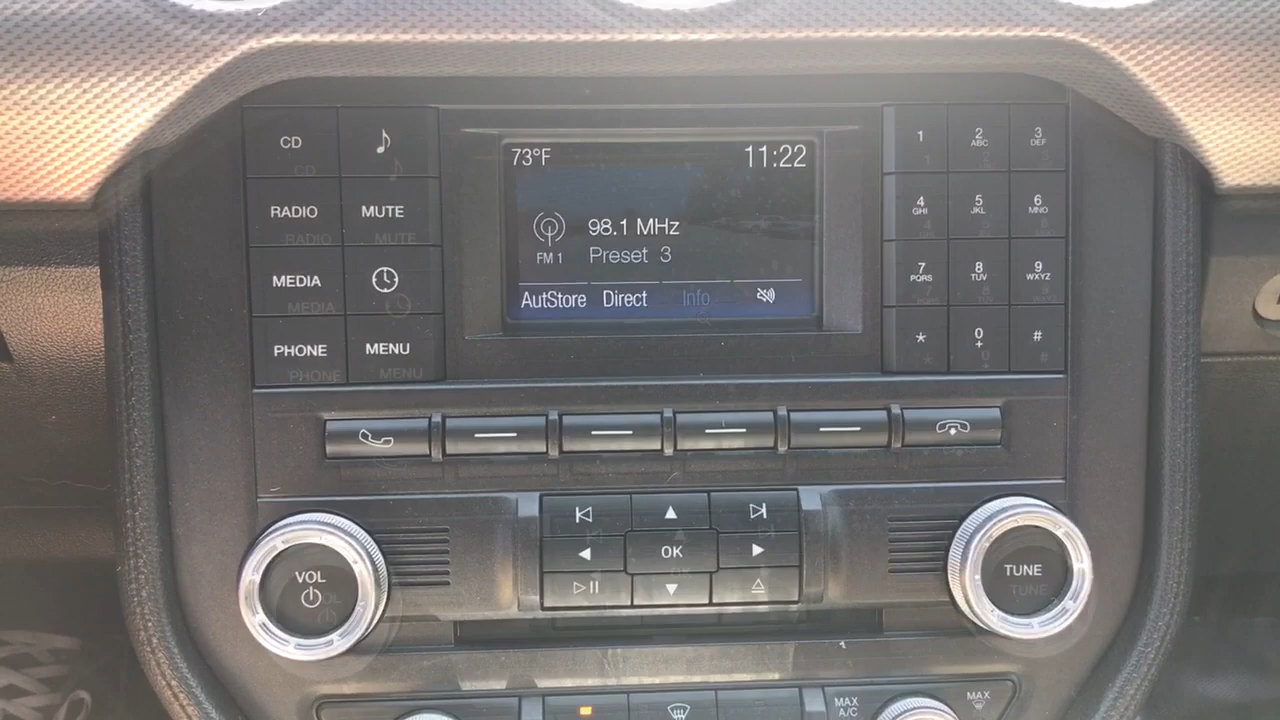 CD
RADIO
MUTE
MEDIA
PHONE
MENU
73°F
11:22
98.1 MHz
FM 1
Preset 3
AutoStore Direct Info
1
2
ABC
3
DEF
4
GHI
5
JKL
6
MNO
7
PQRS
8
TUV
9
WXYZ
*
0
+
#
OK
VOL
TUNE
MAX
A/C
MAX